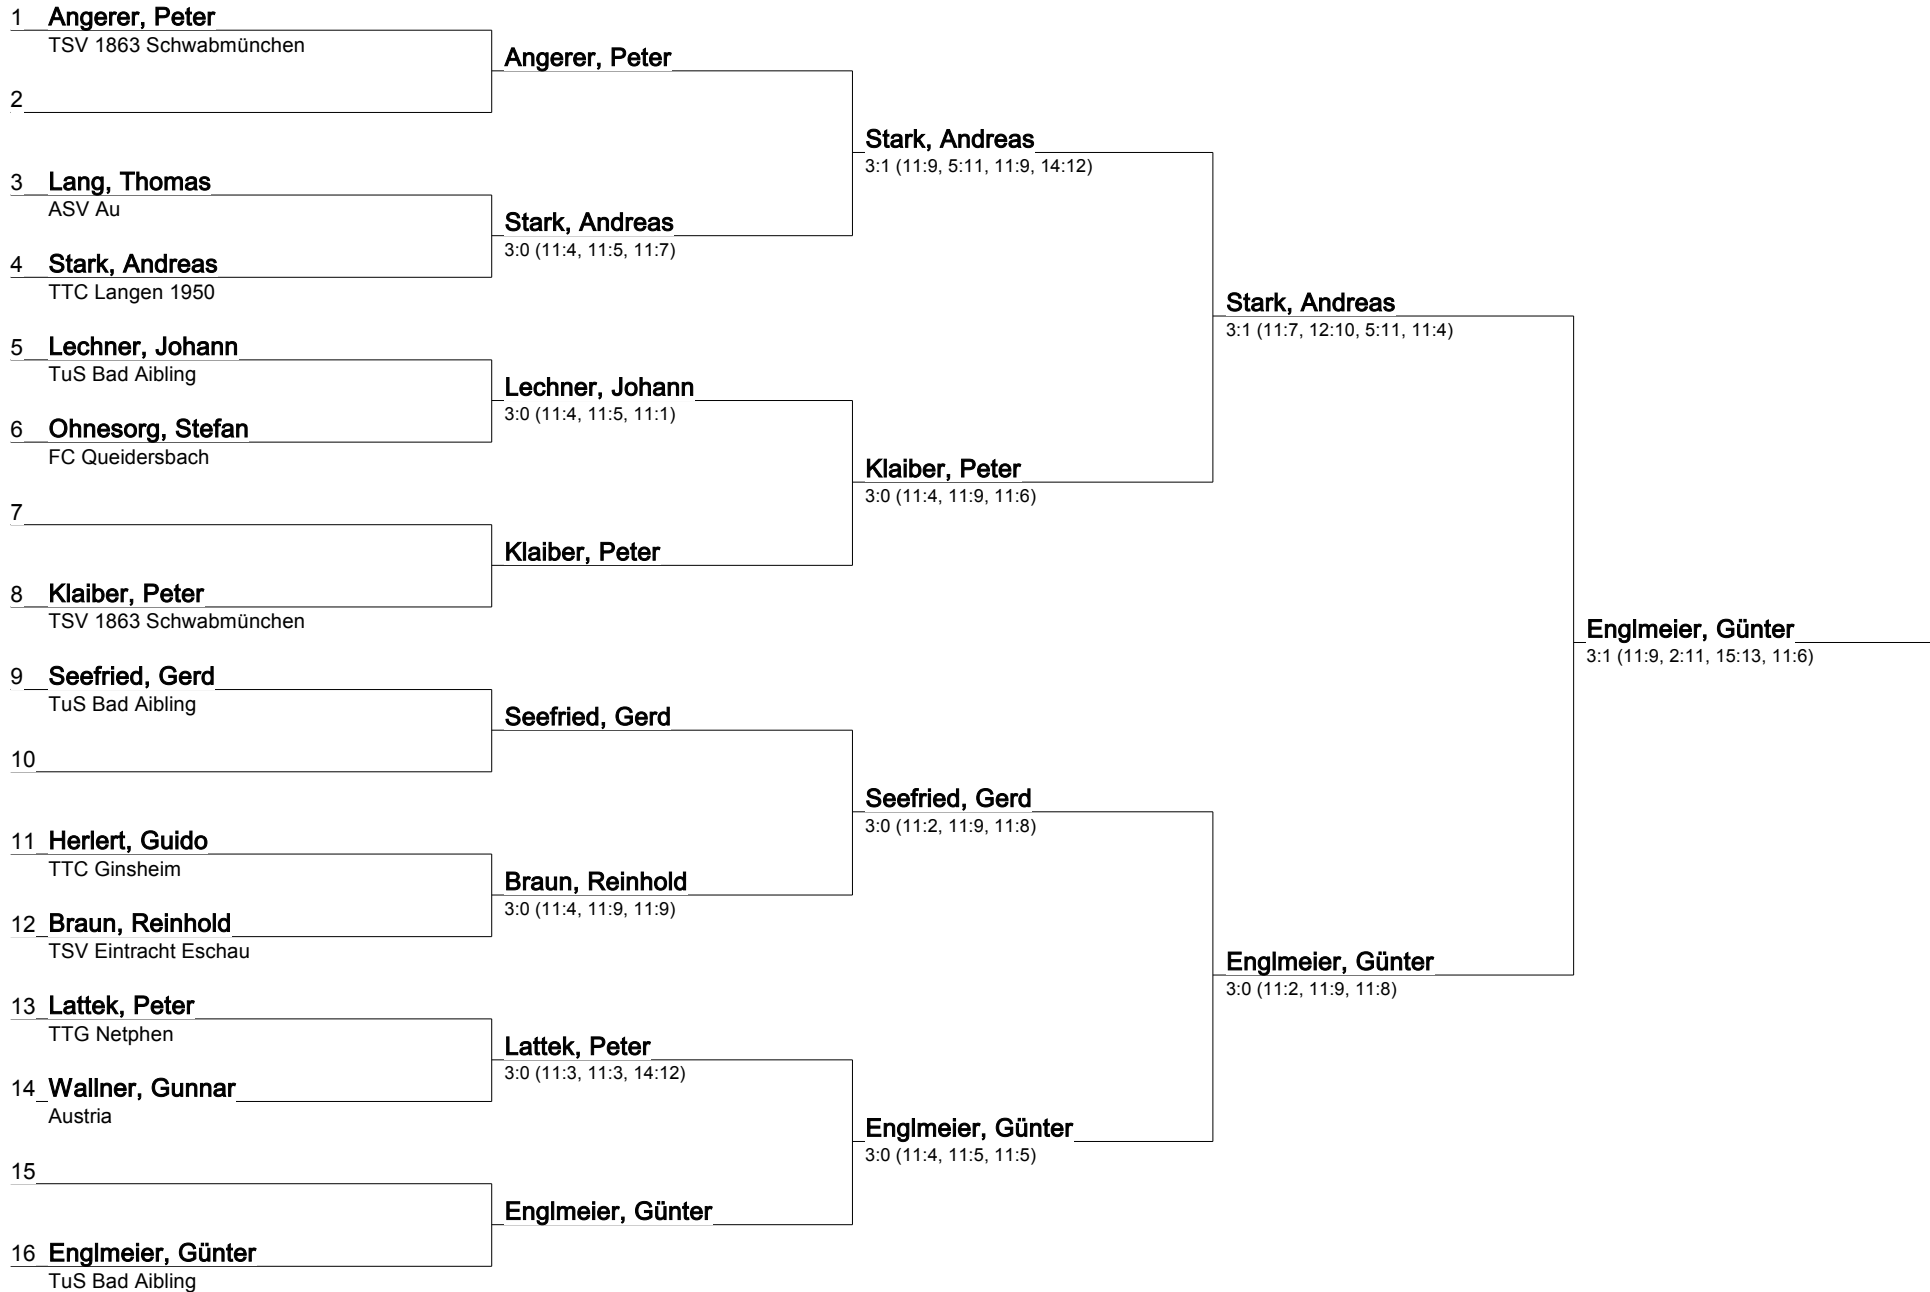 1 Angerer, Peter
TSV 1863 Schwabmünchen
Angerer, Peter
2
Stark, Andreas
3:1 (11:9, 5:11, 11:9, 14:12)
3 Lang, Thomas
ASV Au
Stark, Andreas
3:0 (11:4, 11:5, 11:7)
4 Stark, Andreas
TTC Langen 1950
Stark, Andreas
3:1 (11:7, 12:10, 5:11, 11:4)
5 Lechner, Johann
TuS Bad Aibling
Lechner, Johann
3:0 (11:4, 11:5, 11:1)
6 Ohnesorg, Stefan
FC Queidersbach
Klaiber, Peter
3:0 (11:4, 11:9, 11:6)
7
Klaiber, Peter
8 Klaiber, Peter
TSV 1863 Schwabmünchen
Englmeier, Günter
3:1 (11:9, 2:11, 15:13, 11:6)
9 Seefried, Gerd
TuS Bad Aibling
Seefried, Gerd
10
Seefried, Gerd
3:0 (11:2, 11:9, 11:8)
11 Herlert, Guido
TTC Ginsheim
Braun, Reinhold
3:0 (11:4, 11:9, 11:9)
12 Braun, Reinhold
TSV Eintracht Eschau
Englmeier, Günter
3:0 (11:2, 11:9, 11:8)
13 Lattek, Peter
TTG Netphen
Lattek, Peter
3:0 (11:3, 11:3, 14:12)
14 Wallner, Gunnar
Austria
Englmeier, Günter
3:0 (11:4, 11:5, 11:5)
15
Englmeier, Günter
16 Englmeier, Günter
TuS Bad Aibling